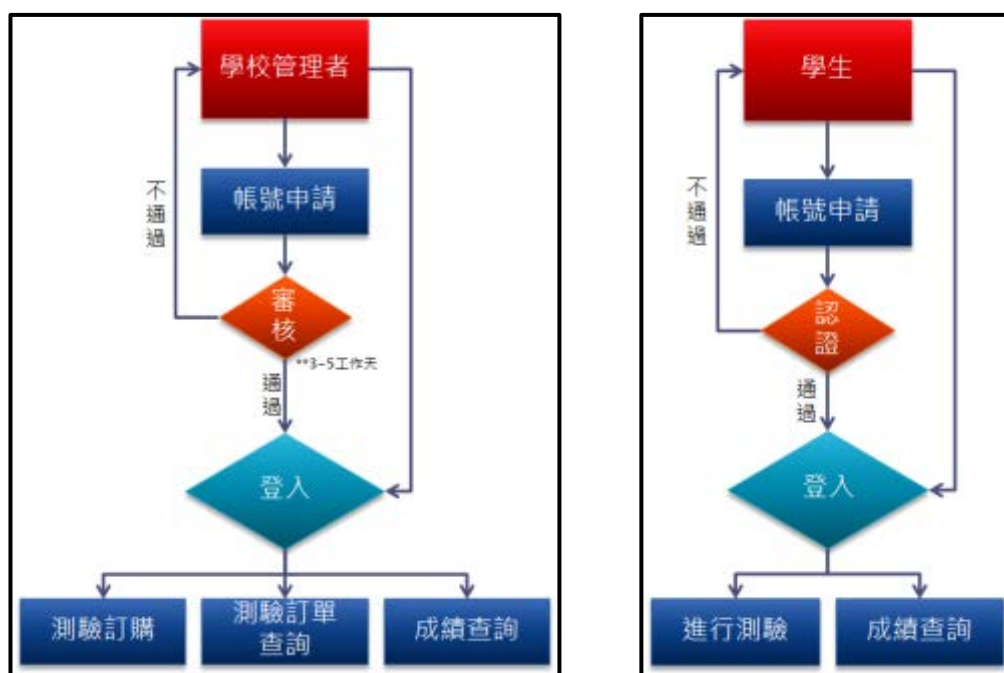 學校管理者
帳號申請
不通過
審核
**3-5工作天
通過
登入
測驗訂購
測驗訂單
查詢
成績查詢
學生
帳號申請
不通過
認證
通過
登入
進行測驗
成績查詢